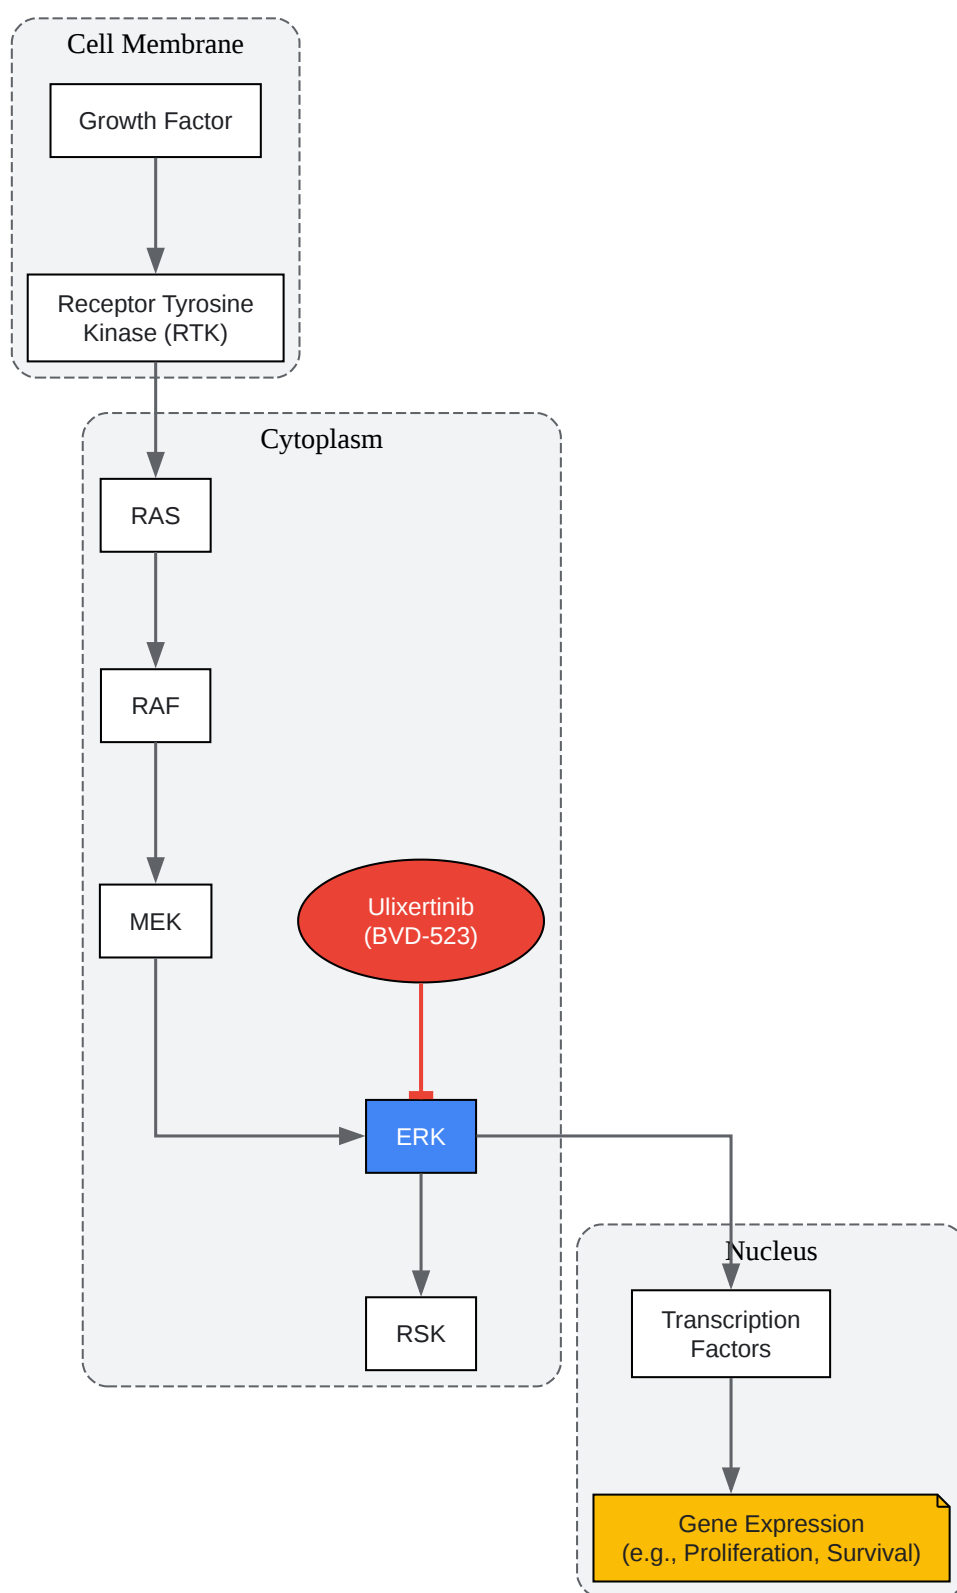 Cell Membrane
Growth Factor
Receptor Tyrosine
Kinase (RTK)
Cytoplasm
RAS
RAF
MEK
Ulixertinib
(BVD-523)
ERK
RSK
Nucleus
Transcription
Factors
Gene Expression
(e.g., Proliferation, Survival)